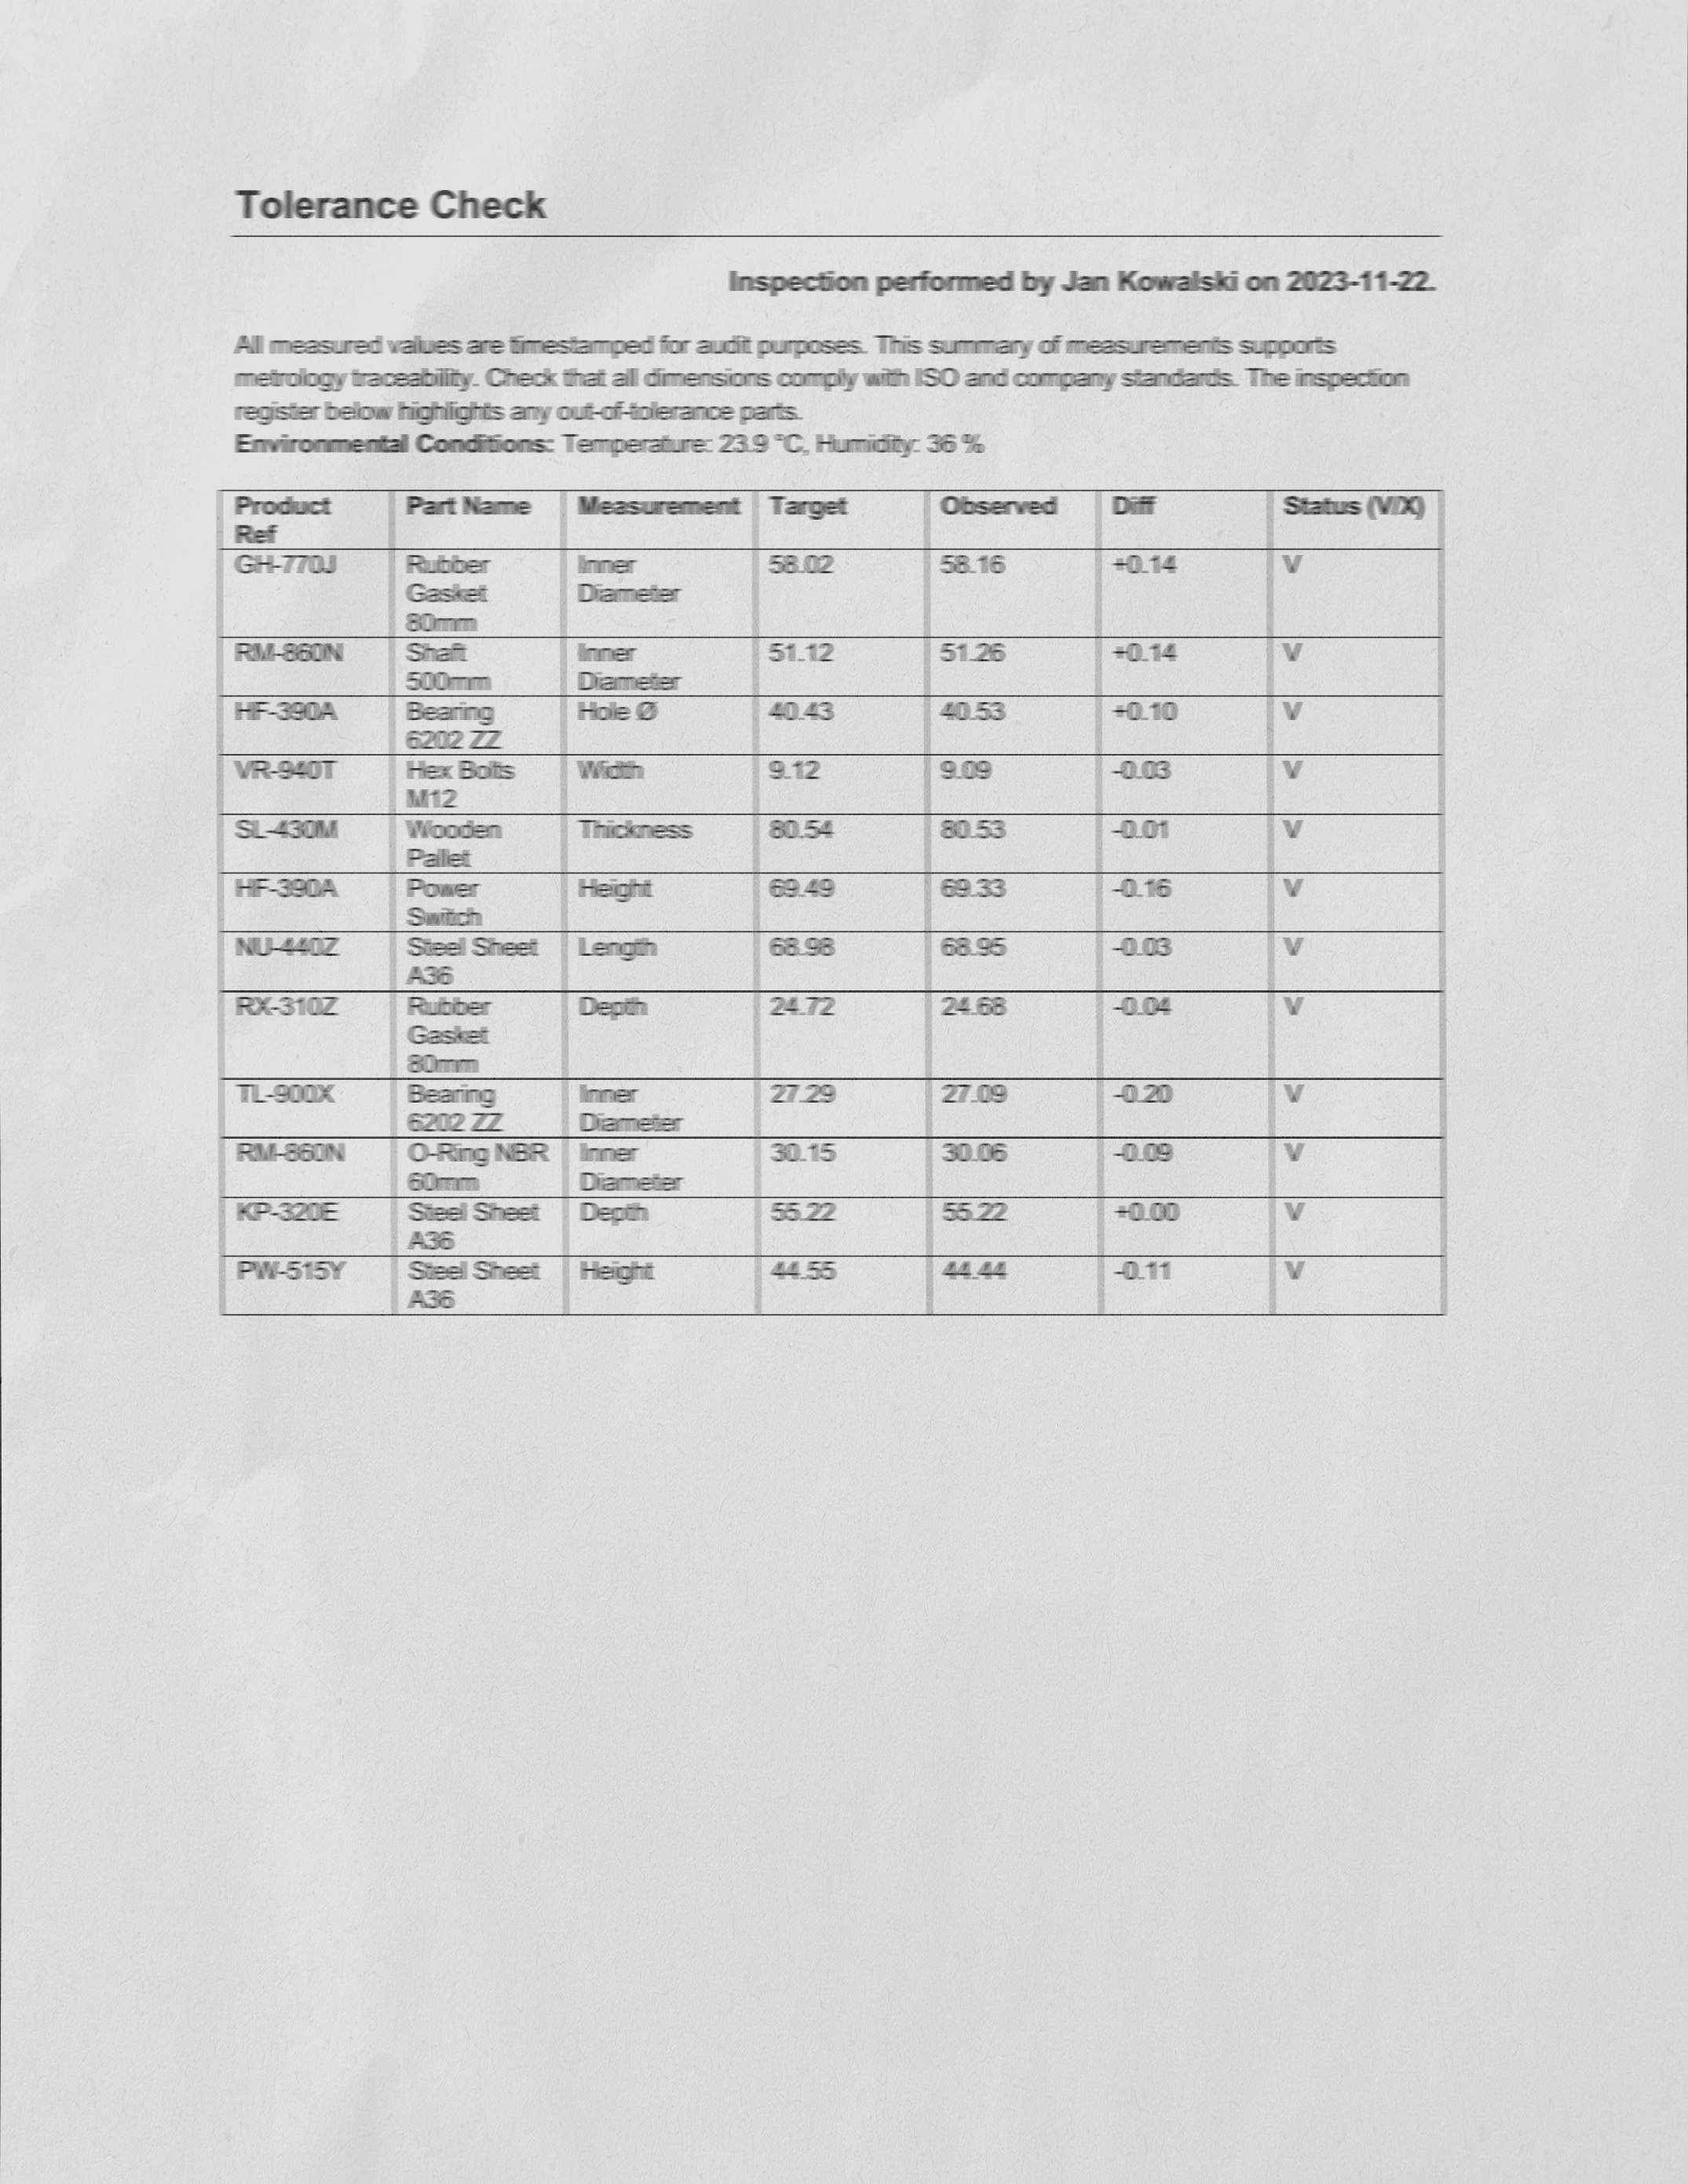 Tolerance Check
Inspection performed by Jan Kowalski on 2023-11-22.
All measured values are timestamped for audit purposes. This summary of measurements supports
metrology traceability. Check that all dimensions comply with ISO and company standards. The inspection
register below highlights any out-of-tolerance parts.
Environmental Conditions: Temperature: 23.9 °C, Humidity: 36 %
Product Ref Part Name Measurement Target Observed Diff Status (V/X)
GH-770J Rubber Gasket 80mm Inner Diameter 58.02 58.16 +0.14 V
RM-860N Shaft 500mm Inner Diameter 51.12 51.26 +0.14 V
HF-390A Bearing 6202 ZZ Hole Ø 40.43 40.53 +0.10 V
VR-940T Hex Bolts M12 Width 9.12 9.09 -0.03 V
SL-430M Wooden Pallet Thickness 80.54 80.53 -0.01 V
HF-390A Power Switch Height 69.49 69.33 -0.16 V
NU-440Z Steel Sheet A36 Length 68.98 68.95 -0.03 V
RX-310Z Rubber Gasket 80mm Depth 24.72 24.68 -0.04 V
TL-900X Bearing 6202 ZZ Inner Diameter 27.29 27.09 -0.20 V
RM-860N O-Ring NBR 60mm Inner Diameter 30.15 30.06 -0.09 V
KP-320E Steel Sheet A36 Depth 55.22 55.22 +0.00 V
PW-515Y Steel Sheet A36 Height 44.55 44.44 -0.11 V